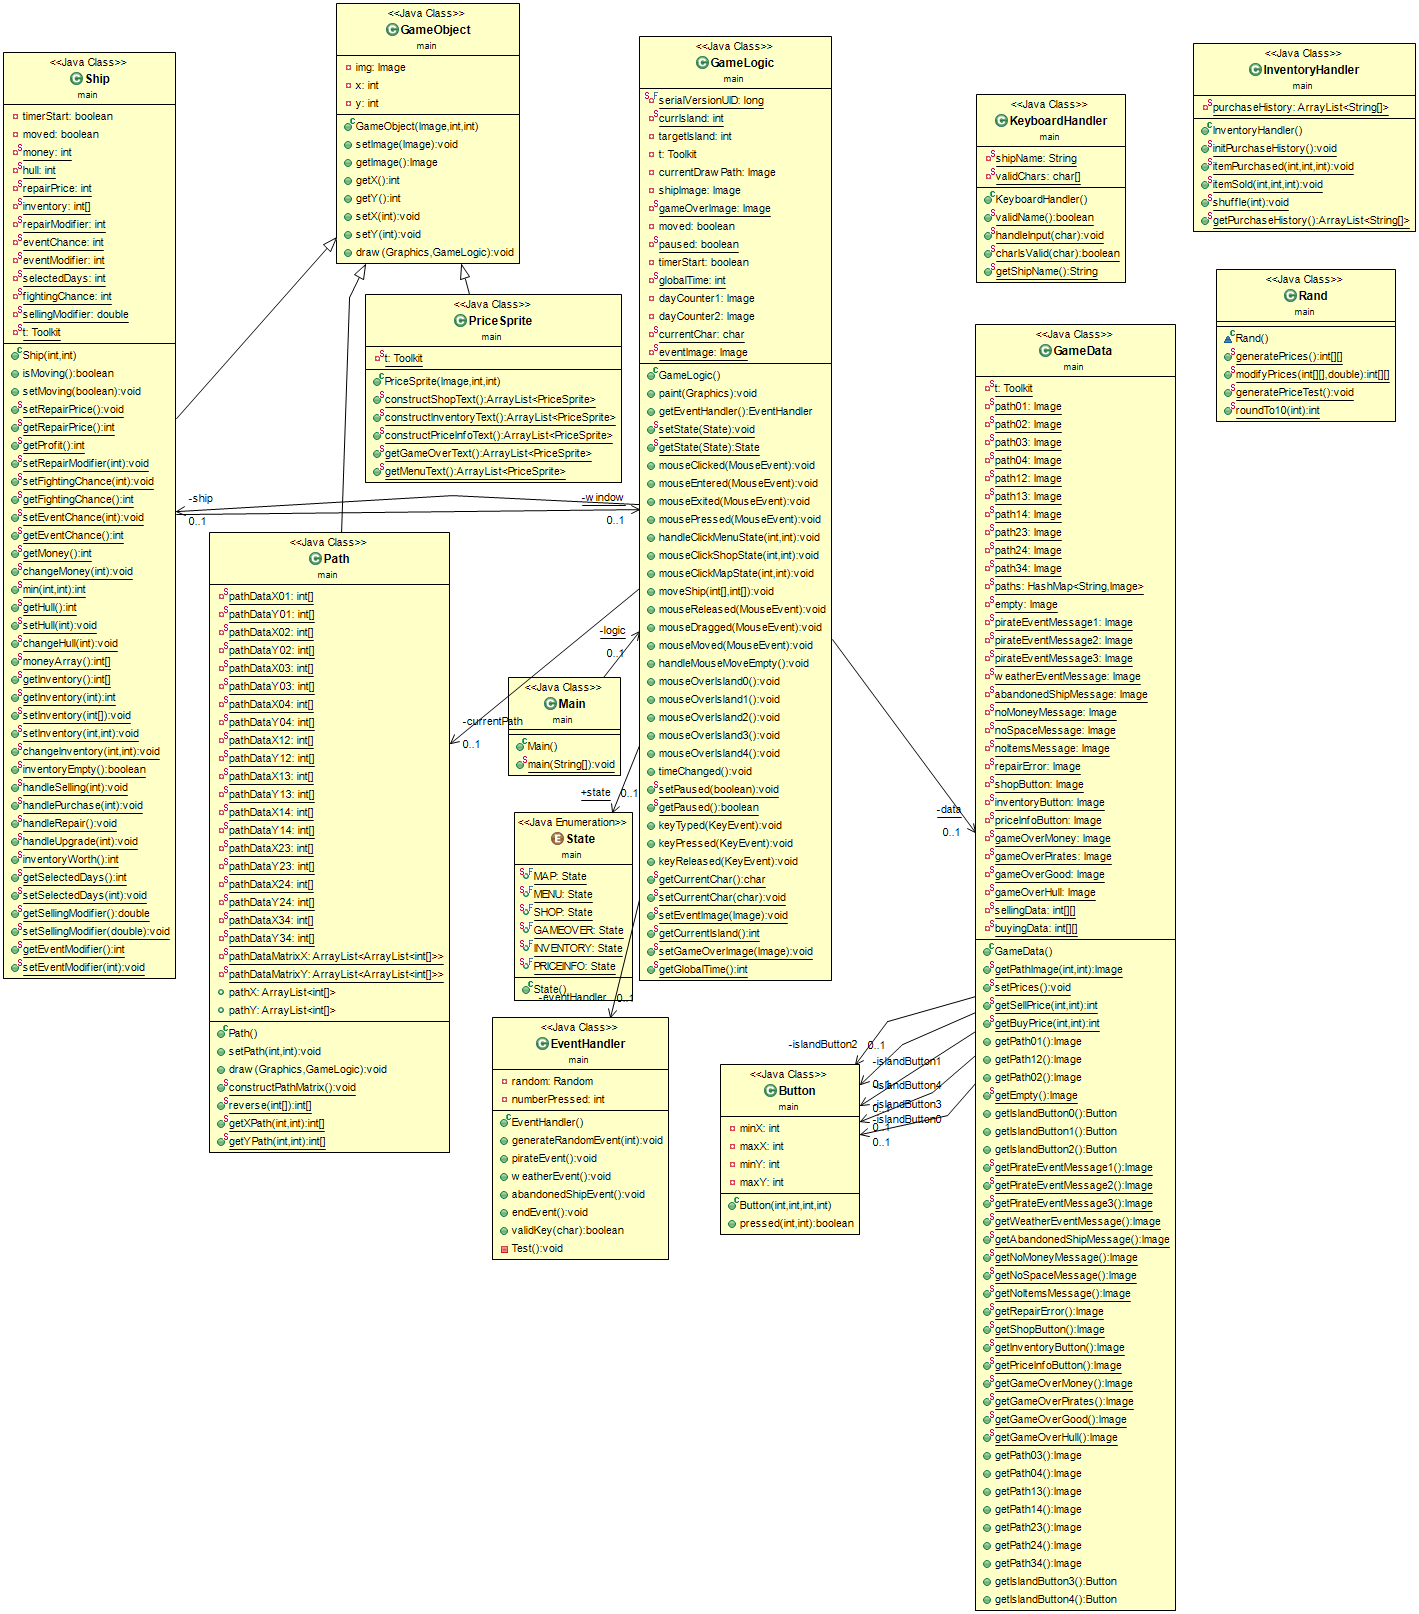 <<Java Class>>
Ship
main
timerStart: boolean
moved: boolean
money: int
hull: int
repairPrice: int
inventory: int[]
repairModifier: int
eventChance: int
eventModifier: int
selectedDays: int
fightingChance: int
sellingModifier: double
t: Toolkit
Ship(int,int)
isMoving():boolean
setMoving(boolean):void
setRepairPrice():void
getRepairPrice():int
getProfit():int
setRepairModifier(int):void
setFightingChance(int):void
getFightingChance():int
setEventChance(int):void
getEventChance():int
getMoney():int
changeMoney(int):void
min(int,int):int
getHull():int
setHull(int):void
changeHull(int):void
moneyArray():int[]
getInventory():int[]
getInventory(int):int
setInventory(int[]):void
setInventory(int,int):void
changeInventory(int,int):void
inventoryEmpty():boolean
handleSelling(int):void
handlePurchase(int):void
handleRepair():void
handleUpgrade(int):void
inventoryWorth():int
getSelectedDays():int
setSelectedDays(int):void
getSellingModifier():double
setSellingModifier(double):void
getEventModifier():int
setEventModifier(int):void
<<Java Class>>
GameObject
main
img: Image
x: int
y: int
GameObject(Image,int,int)
setImage(Image):void
getImage():Image
getX():int
getY():int
setX(int):void
setY(int):void
draw(Graphics,GameLogic):void
<<Java Class>>
PriceSprite
main
t: Toolkit
PriceSprite(Image,int,int)
constructShopText():ArrayList<PriceSprite>
constructInventoryText():ArrayList<PriceSprite>
constructPriceInfoText():ArrayList<PriceSprite>
getGameOverText():ArrayList<PriceSprite>
getMenuText():ArrayList<PriceSprite>
-ship
0..1
-window
0..1
<<Java Class>>
Path
main
pathDataX01: int[]
pathDataY01: int[]
pathDataX02: int[]
pathDataY02: int[]
pathDataX03: int[]
pathDataY03: int[]
pathDataX04: int[]
pathDataY04: int[]
pathDataX12: int[]
pathDataY12: int[]
pathDataX13: int[]
pathDataY13: int[]
pathDataX14: int[]
pathDataY14: int[]
pathDataX23: int[]
pathDataY23: int[]
pathDataX24: int[]
pathDataY24: int[]
pathDataX34: int[]
pathDataY34: int[]
pathDataMatrixX: ArrayList<ArrayList<int[]>>
pathDataMatrixY: ArrayList<ArrayList<int[]>>
pathX: ArrayList<int[]>
pathY: ArrayList<int[]>
Path()
setPath(int,int):void
draw(Graphics,GameLogic):void
constructPathMatrix():void
reverse(int[]):int[]
getXPath(int,int):int[]
getYPath(int,int):int[]
-logic
0..1
<<Java Class>>
Main
main
Main()
main(String[]):void
-currentPath
0..1
+state
0..1
<<Java Enumeration>>
State
main
MAP: State
MENU: State
SHOP: State
GAMEOVER: State
INVENTORY: State
PRICEINFO: State
State()
-eventHandler
0..1
<<Java Class>>
EventHandler
main
random: Random
numberPressed: int
EventHandler()
generateRandomEvent(int):void
pirateEvent():void
weatherEvent():void
abandonedShipEvent():void
endEvent():void
validKey(char):boolean
Test():void
<<Java Class>>
GameLogic
main
serialVersionUID: long
currIsland: int
targetIsland: int
t: Toolkit
currentDraw Path: Image
shipImage: Image
gameOverImage: Image
moved: boolean
paused: boolean
timerStart: boolean
globalTime: int
dayCounter1: Image
dayCounter2: Image
currentChar: char
eventImage: Image
GameLogic()
paint(Graphics):void
getEventHandler():EventHandler
setState(State):void
getState(State):State
mouseClicked(MouseEvent):void
mouseEntered(MouseEvent):void
mouseExited(MouseEvent):void
mousePressed(MouseEvent):void
handleClickMenuState(int,int):void
mouseClickShopState(int,int):void
mouseClickMapState(int,int):void
moveShip(int[],int[]):void
mouseReleased(MouseEvent):void
mouseDragged(MouseEvent):void
mouseMoved(MouseEvent):void
handleMouseMoveEmpty():void
mouseOverIsland0():void
mouseOverIsland1():void
mouseOverIsland2():void
mouseOverIsland3():void
mouseOverIsland4():void
timeChanged():void
setPaused(boolean):void
getPaused():boolean
keyTyped(KeyEvent):void
keyPressed(KeyEvent):void
keyReleased(KeyEvent):void
getCurrentChar():char
setCurrentChar(char):void
setEventImage(Image):void
getCurrentIsland():int
setGameOverImage(Image):void
getGlobalTime():int
-data
0..1
<<Java Class>>
KeyboardHandler
main
shipName: String
validChars: char[]
KeyboardHandler()
validName():boolean
handleInput(char):void
charIsValid(char):boolean
getShipName():String
<<Java Class>>
InventoryHandler
main
purchaseHistory: ArrayList<String[]>
InventoryHandler()
initPurchaseHistory():void
itemPurchased(int,int,int):void
itemSold(int,int,int):void
shuffle(int):void
getPurchaseHistory():ArrayList<String[]>
<<Java Class>>
Rand
main
Rand()
generatePrices():int[][]
modifyPrices(int[][],double):int[][]
generatePriceTest():void
roundTo10(int):int
<<Java Class>>
GameData
main
t: Toolkit
path01: Image
path02: Image
path03: Image
path04: Image
path12: Image
path13: Image
path14: Image
path23: Image
path24: Image
path34: Image
paths: HashMap<String,Image>
empty: Image
pirateEventMessage1: Image
pirateEventMessage2: Image
pirateEventMessage3: Image
weatherEventMessage: Image
abandonedShipMessage: Image
noMoneyMessage: Image
noSpaceMessage: Image
noItemsMessage: Image
repairError: Image
shopButton: Image
inventoryButton: Image
priceInfoButton: Image
gameOverMoney: Image
gameOverPirates: Image
gameOverGood: Image
gameOverHull: Image
sellingData: int[][]
buyingData: int[][]
GameData()
getPathImage(int,int):Image
setPrices():void
getSellPrice(int,int):int
getBuyPrice(int,int):int
getPath01():Image
getPath12():Image
getPath02():Image
getEmpty():Image
getIslandButton0():Button
getIslandButton1():Button
getIslandButton2():Button
getPirateEventMessage1():Image
getPirateEventMessage2():Image
getPirateEventMessage3():Image
getWeatherEventMessage():Image
getAbandonedShipMessage():Image
getNoMoneyMessage():Image
getNoSpaceMessage():Image
getNoItemsMessage():Image
getRepairError():Image
getShopButton():Image
getInventoryButton():Image
getPriceInfoButton():Image
getGameOverMoney():Image
getGameOverPirates():Image
getGameOverGood():Image
getGameOverHull():Image
getPath03():Image
getPath04():Image
getPath13():Image
getPath14():Image
getPath23():Image
getPath24():Image
getPath34():Image
getIslandButton3():Button
getIslandButton4():Button
-islandButton2
0..1
-islandButton1
0..1
-islandButton4
0..1
-islandButton3
0..1
-islandButton0
0..1
<<Java Class>>
Button
main
minX: int
maxX: int
minY: int
maxY: int
Button(int,int,int,int)
pressed(int,int):boolean